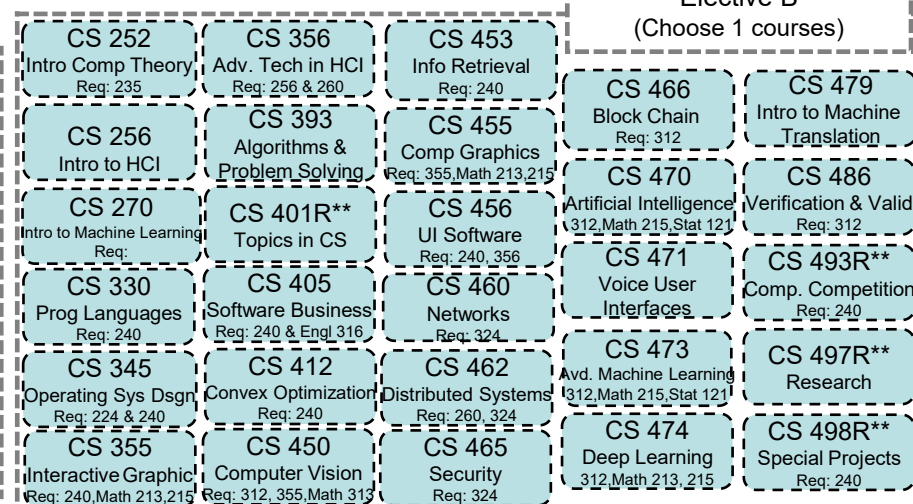 Elective B
(Choose 1 courses)
CS 252
Intro Comp Theory
Req: 235
CS 256
Intro to HCI
CS 270
Intro to Machine Learning
Req:
CS 330
Prog Languages
Req: 240
CS 345
Operating Sys Dsgn
Req: 224 & 240
CS 355
Interactive Graphic
Req: 240,Math 213,215
CS 356
Adv. Tech in HCI
Req: 256 & 260
CS 393
Algorithms &
Problem Solving
CS 401R**
Topics in CS
CS 405
Software Business
Req: 240 & Engl 316
CS 412
Convex Optimization
Req: 240
CS 450
Computer Vision
Req: 312, 355,Math 313
CS 453
Info Retrieval
Req: 240
CS 455
Comp Graphics
Req: 355,Math 213,215
CS 456
UI Software
Req: 240, 356
CS 460
Networks
Req: 324
CS 462
Distributed Systems
Req: 260, 324
CS 465
Security
Req: 324
CS 466
Block Chain
Req: 312
CS 470
Artificial Intelligence
312,Math 215,Stat 121
CS 471
Voice User
Interfaces
CS 473
Avd. Machine Learning
312,Math 215,Stat 121
CS 474
Deep Learning
312,Math 213, 215
CS 479
Intro to Machine
Translation
CS 486
Verification & Valid
Req: 312
CS 493R**
Comp. Competition
Req: 240
CS 497R**
Research
CS 498R**
Special Projects
Req: 240